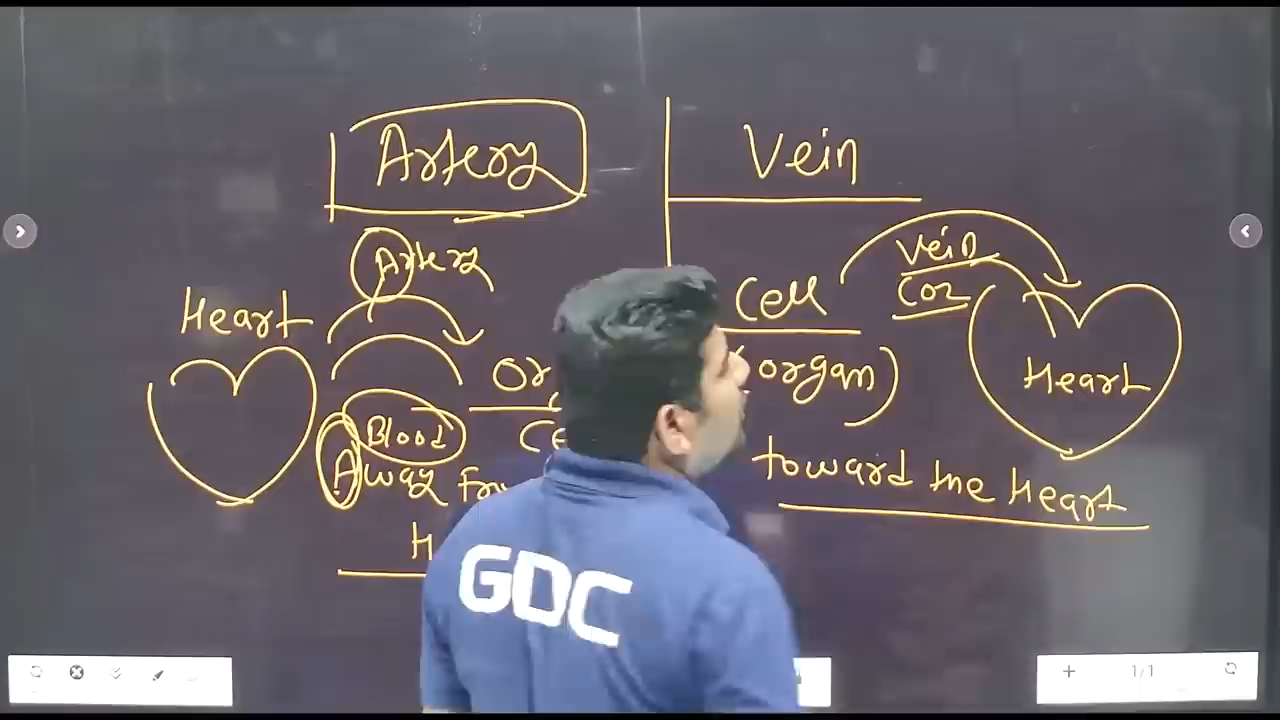 Artery
Vein
Artery
Vein
CO2
Heart
Cell
Heart
(organ)
Blood
Away
toward the Heart
GDC
1/1